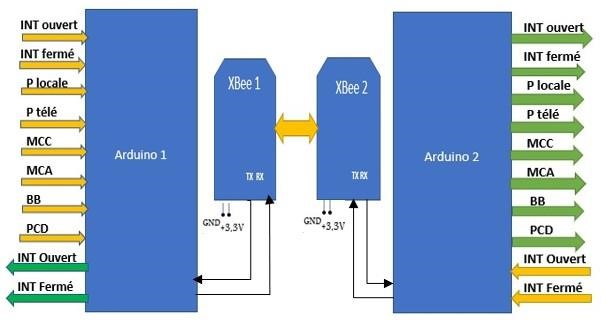 INT ouvert
INT fermé
P locale
P télé
MCC
MCA
BB
PCD
INT Ouvert
INT Fermé
Arduino 1
XBee 1
TX RX
GND +3,3V
XBee 2
TX RX
GND +3,3V
Arduino 2
INT ouvert
INT fermé
P locale
P télé
MCC
MCA
BB
PCD
INT Ouvert
INT Fermé